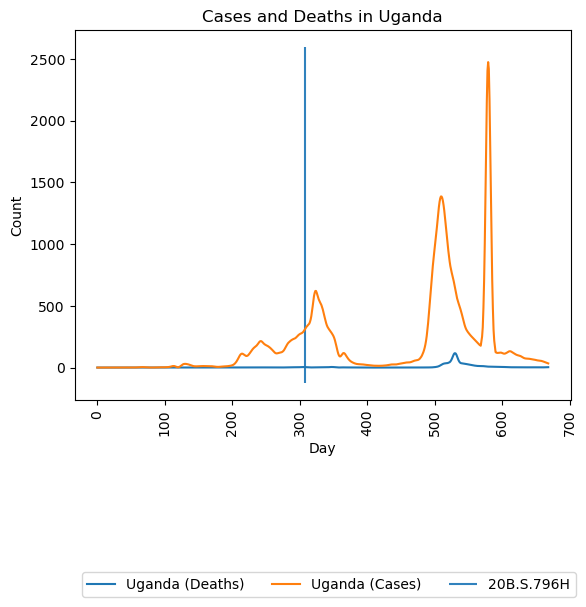 Cases and Deaths in Uganda
2500
2000
1500
1000
500
0
Count
0 100 200 300 400 500 600 700
Day
Uganda (Deaths) Uganda (Cases) 20B.S.796H